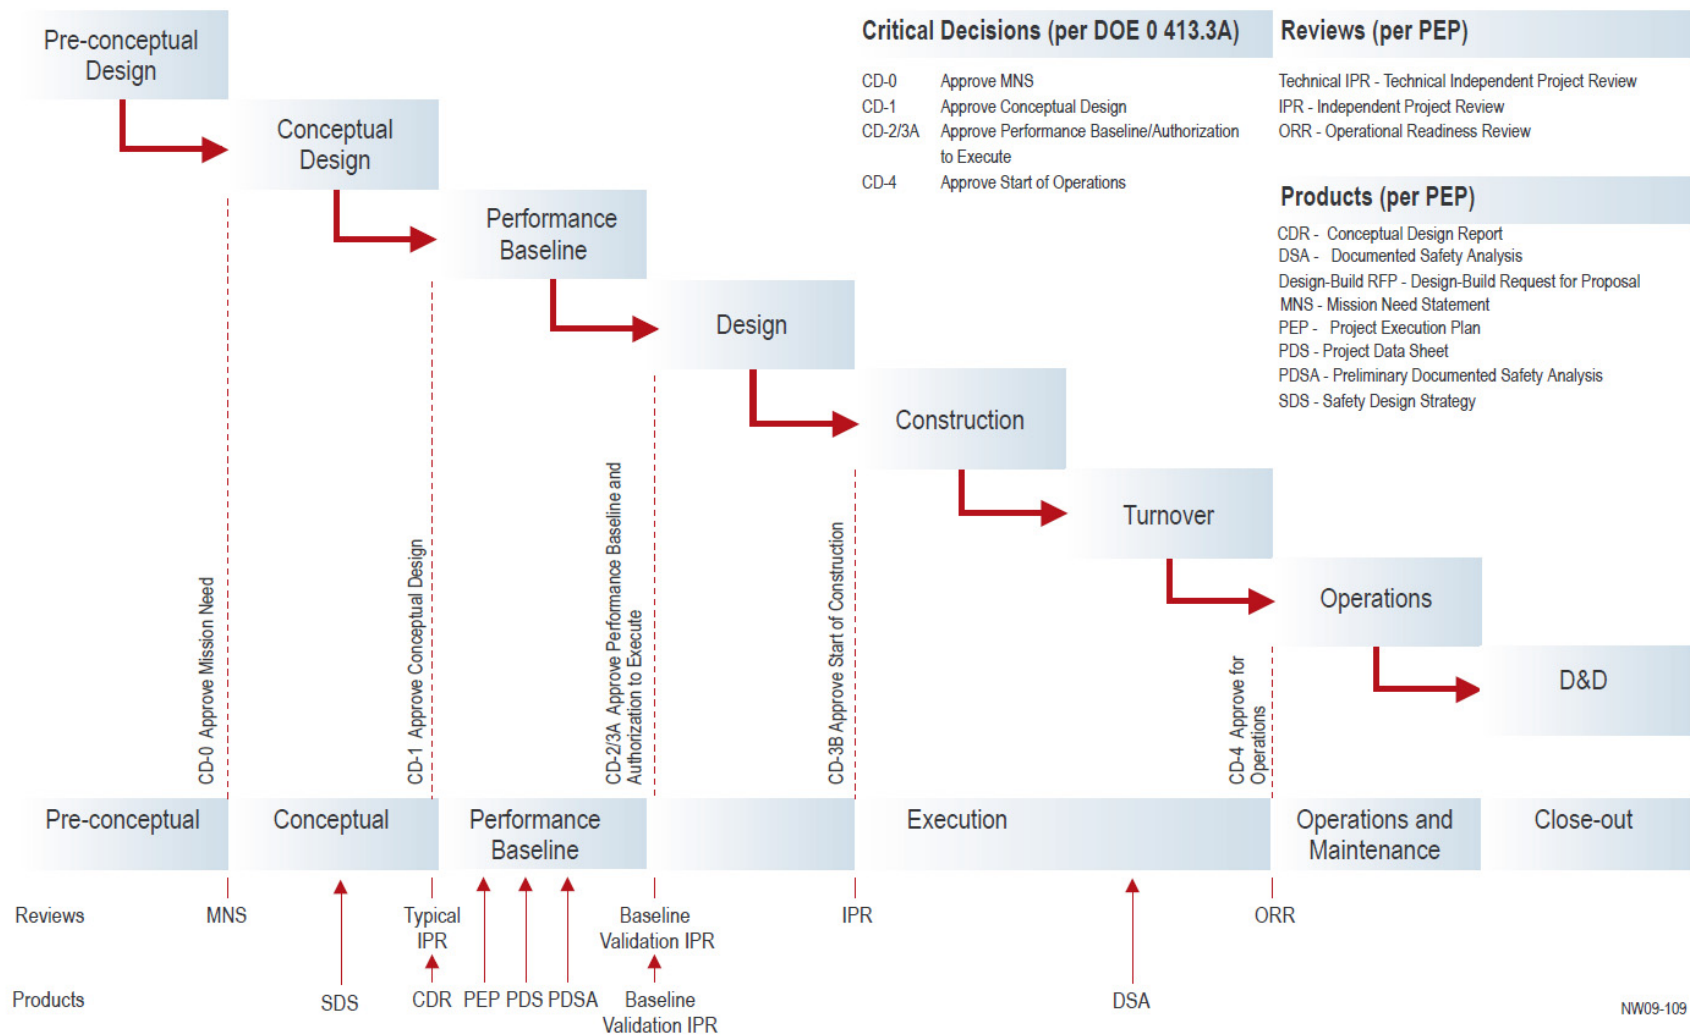 Pre-conceptual
Design
Conceptual
Design
Performance
Baseline
Design
Construction
Turnover
Operations
D&D
Critical Decisions (per DOE 0 413.3A)
CD-0 Approve MNS
CD-1 Approve Conceptual Design
CD-2/3A Approve Performance Baseline/Authorization
to Execute
CD-4 Approve Start of Operations
Reviews (per PEP)
Technical IPR - Technical Independent Project Review
IPR - Independent Project Review
ORR - Operational Readiness Review
Products (per PEP)
CDR - Conceptual Design Report
DSA - Documented Safety Analysis
Design-Build RFP - Design-Build Request for Proposal
MNS - Mission Need Statement
PEP - Project Execution Plan
PDS - Project Data Sheet
PDSA - Preliminary Documented Safety Analysis
SDS - Safety Design Strategy
CD-0 Approve Mission Need
CD-1 Approve Conceptual Design
CD-2/3A Approve Performance Baseline and
Authorization to Execute
CD-3B Approve Start of Construction
CD-4 Approve for
Operations
Pre-conceptual
Conceptual
Performance
Baseline
Execution
Operations and
Maintenance
Close-out
Reviews
MNS
Typical
IPR
Baseline
Validation IPR
IPR
ORR
Products
SDS
CDR
PEP
PDS
PDSA
Baseline
Validation IPR
DSA
NW09-109